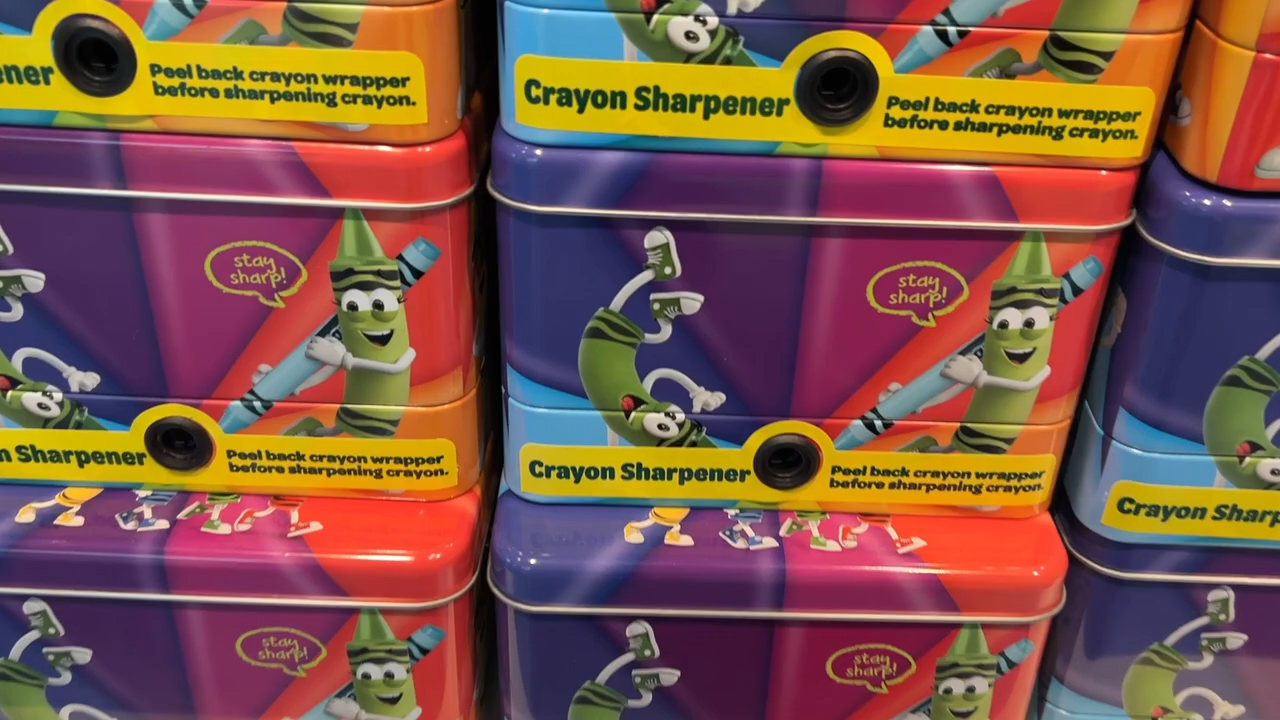 ener
Peel back crayon wrapper
before sharpening crayon.
Crayon Sharpener
Peel back crayon wrapper
before sharpening crayon.
stay
sharp!
stay
sharp!
n Sharpener
Peel back crayon wrapper
before sharpening crayon.
Crayon Sharpener
Peel back crayon wrapper
before sharpening crayon.
Crayon Sharp
stay
sharp!
stay
sharp!